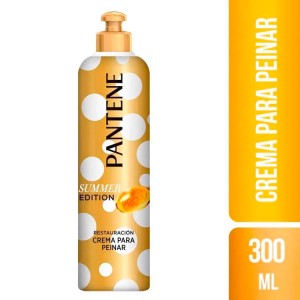 PANTENE
SUMMER
EDITION
RESTAURACIÓN
CREMA PARA
PEINAR
CREMA PARA PEINAR
300
ML